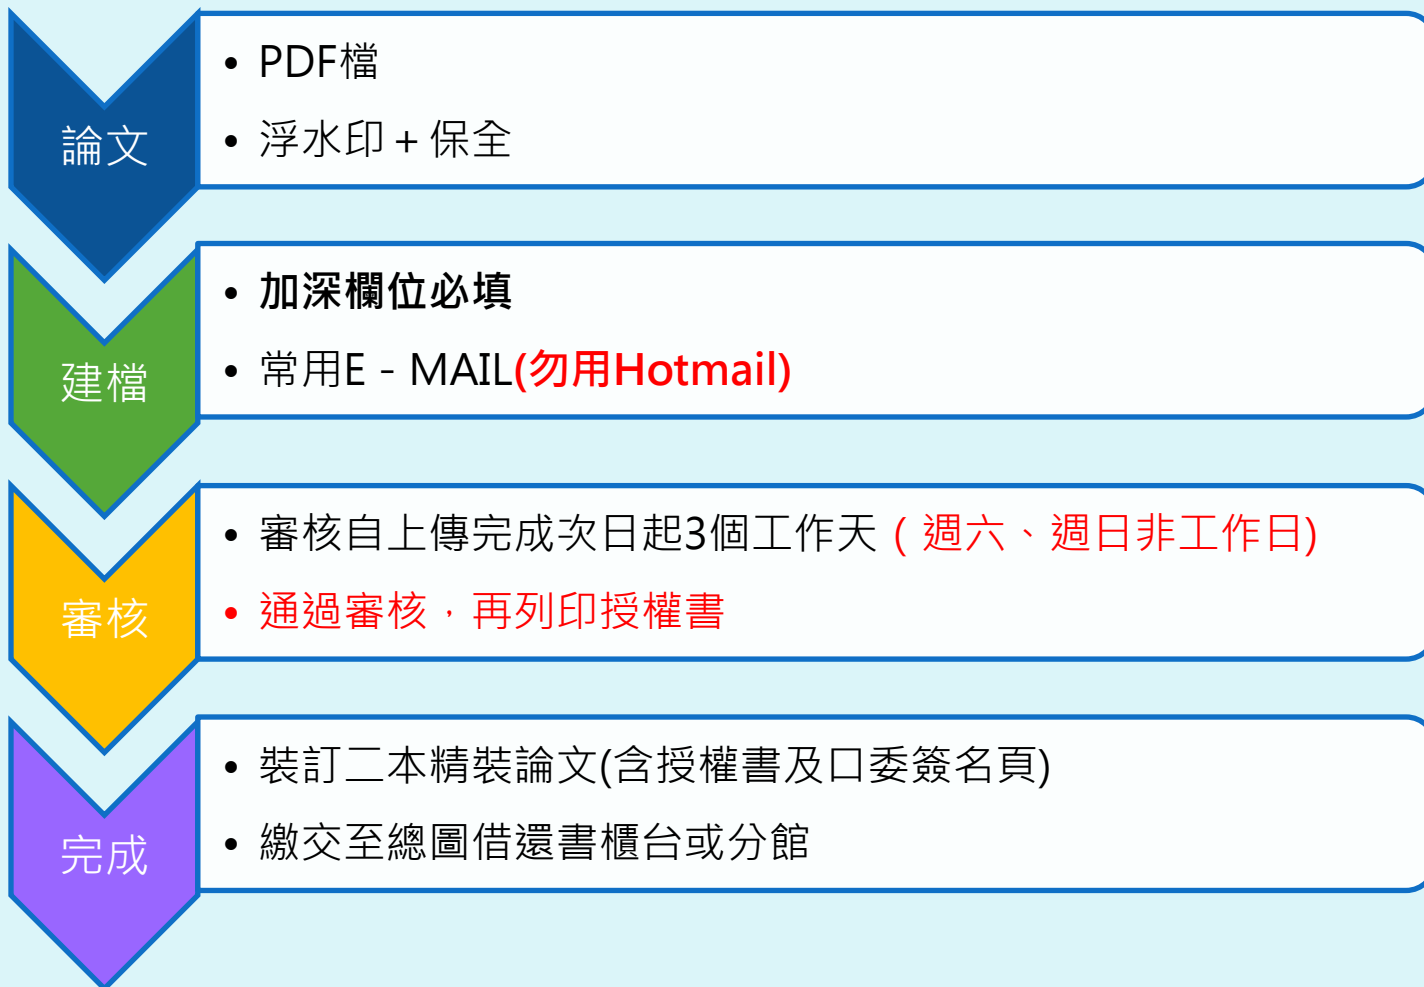 論文
• PDF檔
• 浮水印＋保全
建檔
• 加深欄位必填
• 常用E‐MAIL(勿用Hotmail)
審核
• 審核自上傳完成次日起3個工作天（週六、週日非工作日)
• 通過審核，再列印授權書
完成
• 裝訂二本精裝論文(含授權書及口委簽名頁)
• 繳交至總圖借還書櫃台或分館